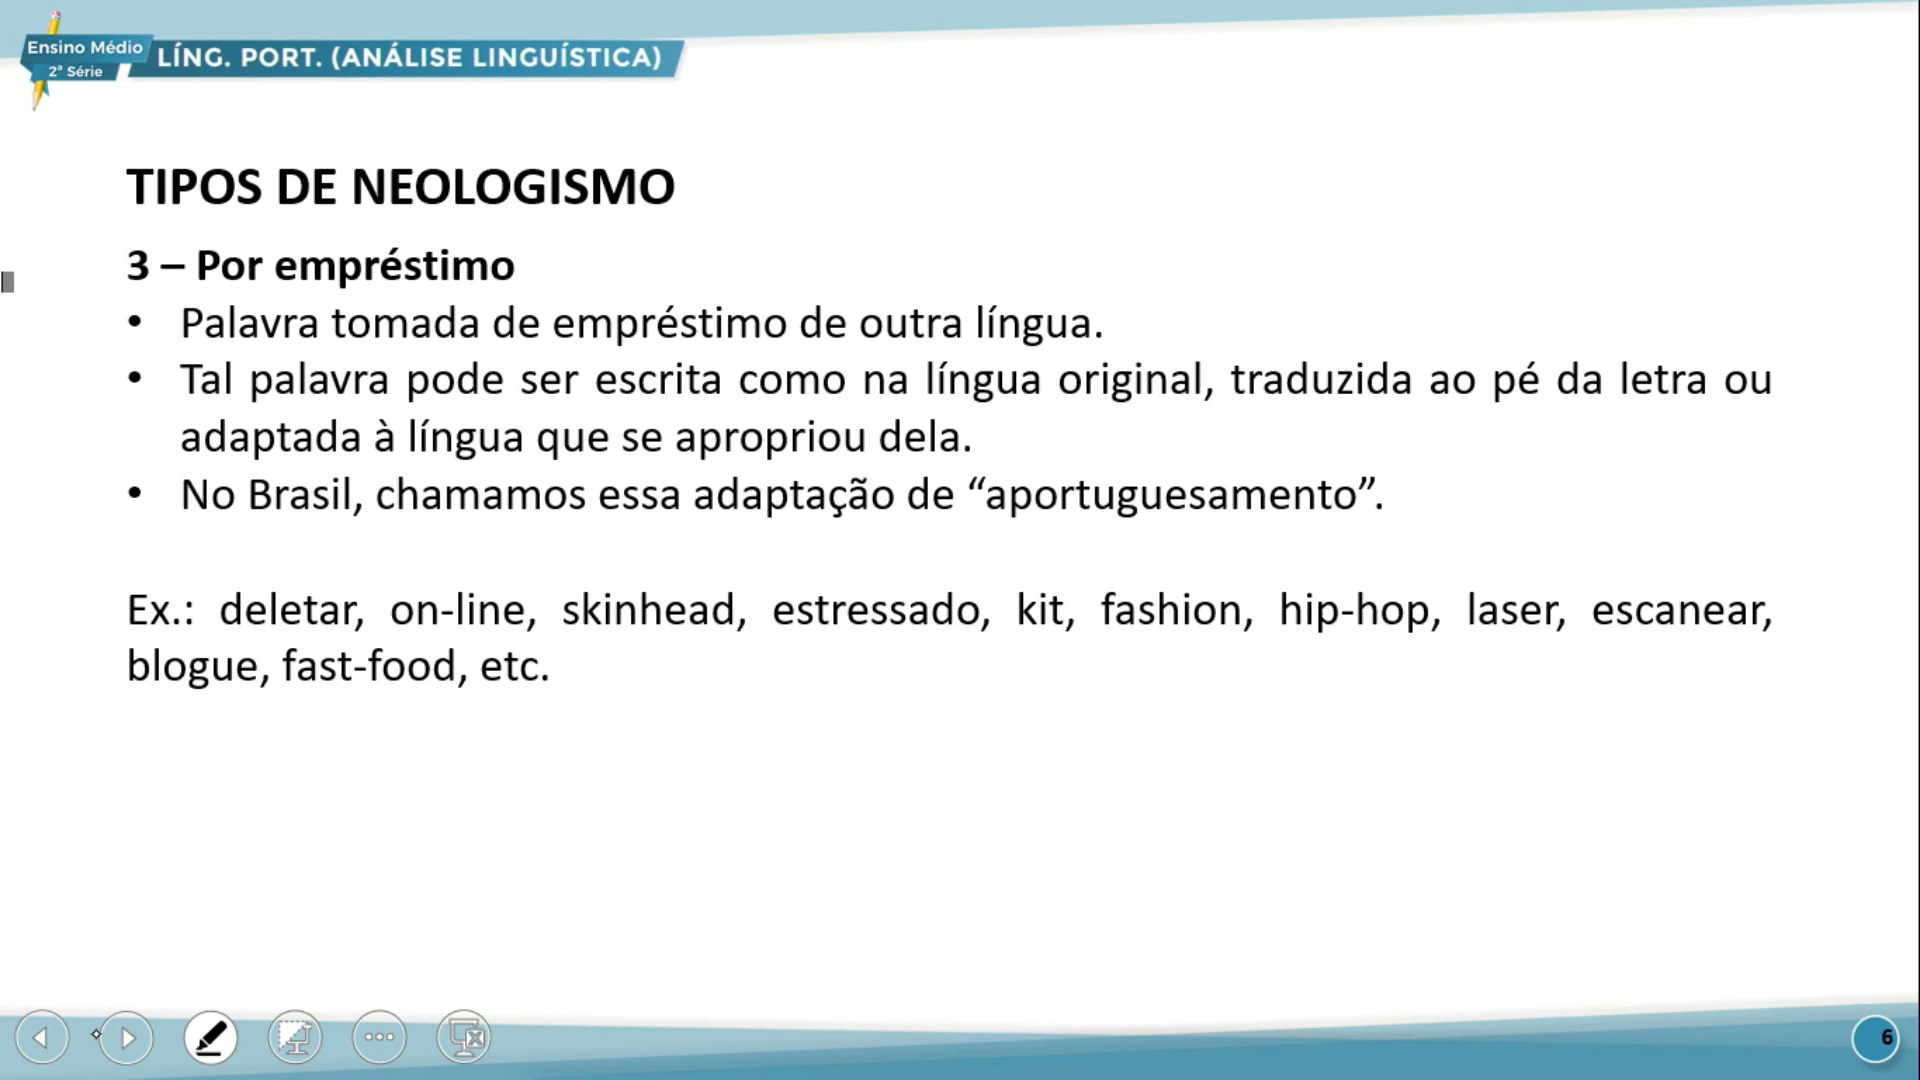 Ensino Médio
2ª Série
LÍNG. PORT. (ANÁLISE LINGUÍSTICA)
TIPOS DE NEOLOGISMO
3 – Por empréstimo
• Palavra tomada de empréstimo de outra língua.
• Tal palavra pode ser escrita como na língua original, traduzida ao pé da letra ou
adaptada à língua que se apropriou dela.
• No Brasil, chamamos essa adaptação de “aportuguesamento”.
Ex.: deletar, on-line, skinhead, estressado, kit, fashion, hip-hop, laser, escanear,
blogue, fast-food, etc.
6